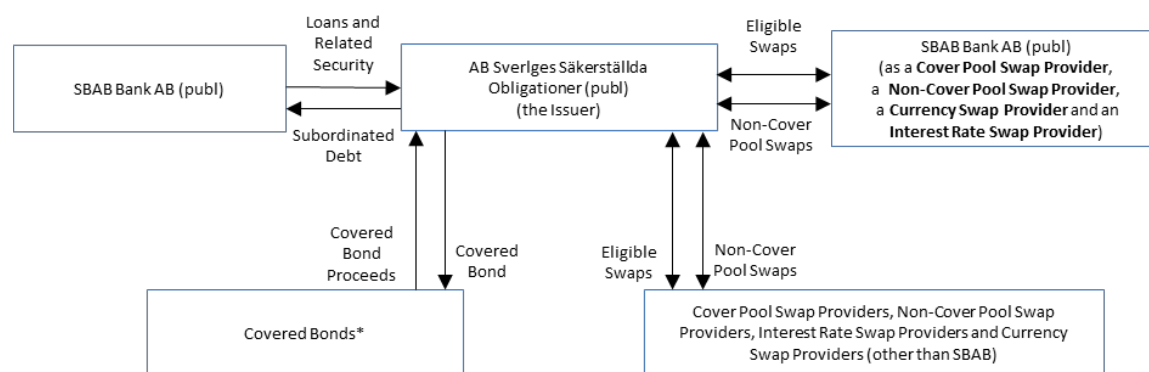 Loans and
Related
Security
Eligible
Swaps
SBAB Bank AB (publ)
AB Sverlges Säkerställda
Obligationer (publ)
(the Issuer)
SBAB Bank AB (publ)
(as a Cover Pool Swap Provider,
a Non-Cover Pool Swap Provider,
a Currency Swap Provider and an
Interest Rate Swap Provider)
Subordinated
Debt
Non-Cover
Pool Swaps
Covered
Bond
Proceeds
Covered
Bond
Eligible
Swaps
Non-Cover
Pool Swaps
Covered Bonds*
Cover Pool Swap Providers, Non-Cover Pool Swap
Providers, Interest Rate Swap Providers and Currency
Swap Providers (other than SBAB)